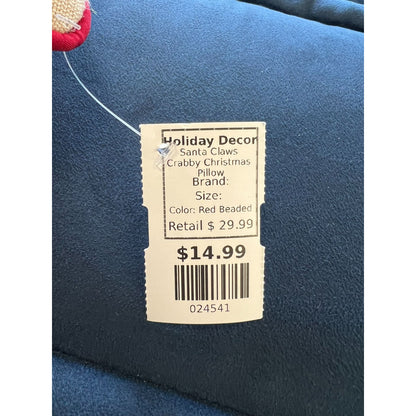 Holiday Decor
Santa Claws
Crabby Christmas
Pillow
Brand:
Size:
Color: Red Beaded
Retail $ 29.99
$14.99
024541